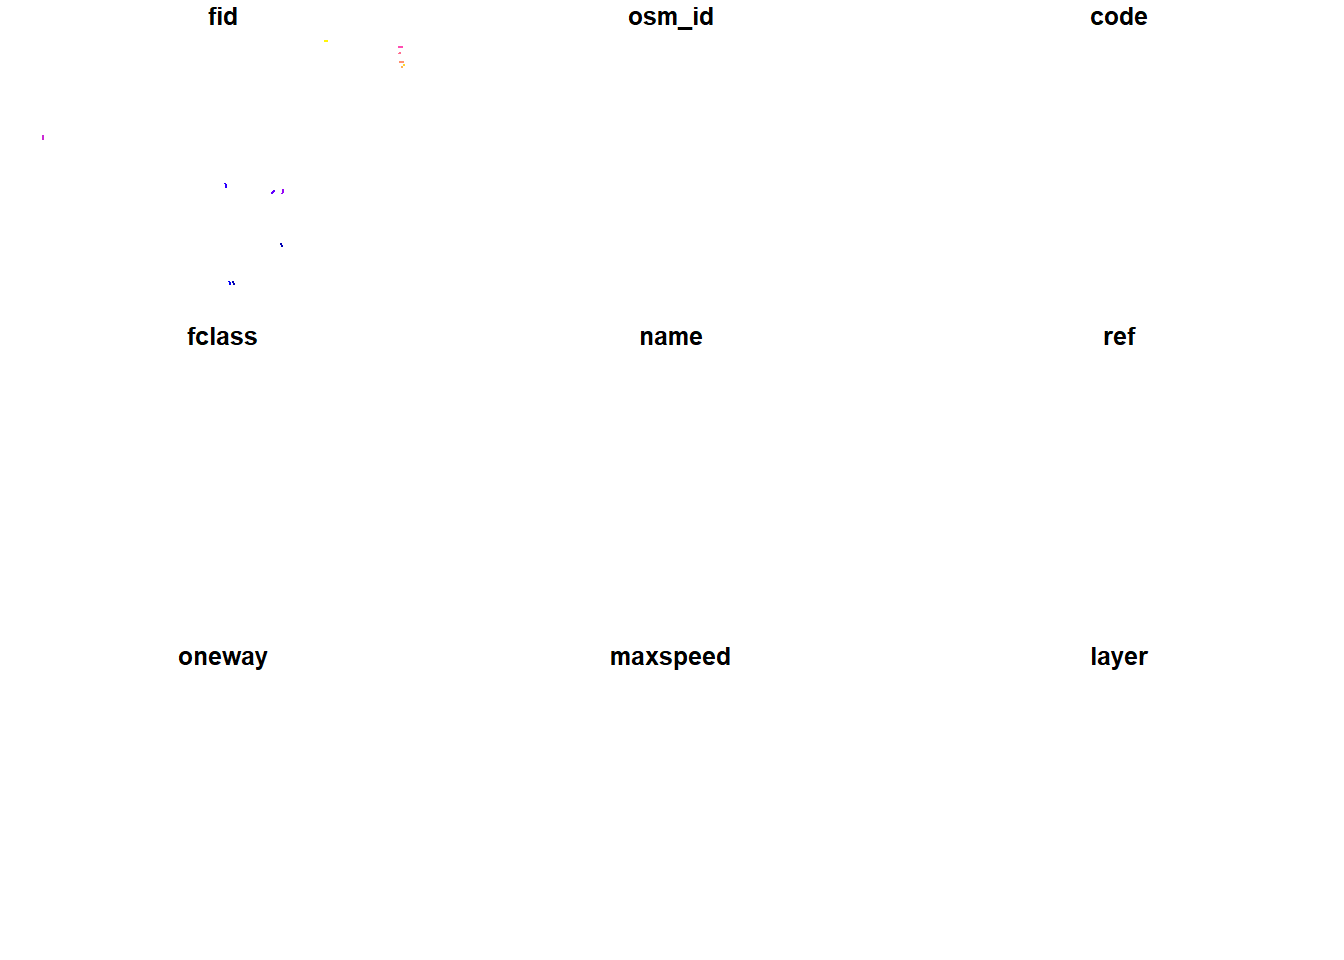 fid osm_id code
fclass name ref
oneway maxspeed layer